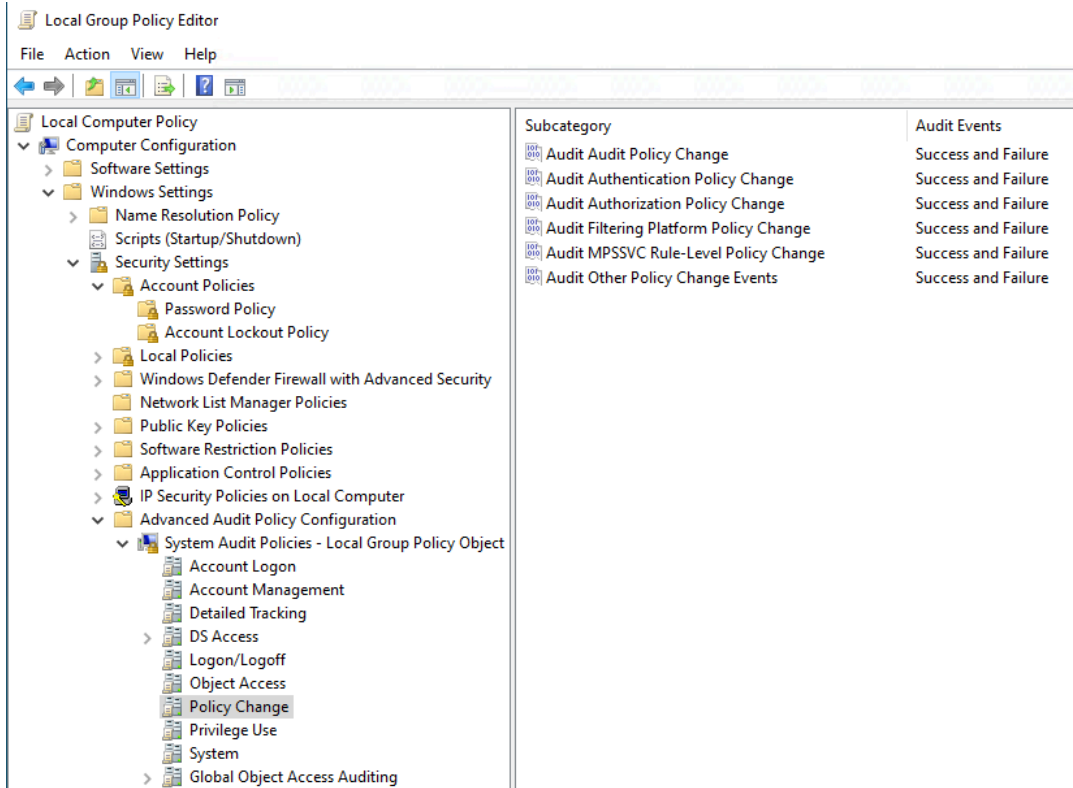 Local Group Policy Editor
File Action View Help
Local Computer Policy
Computer Configuration
Software Settings
Windows Settings
Name Resolution Policy
Scripts (Startup/Shutdown)
Security Settings
Account Policies
Password Policy
Account Lockout Policy
Local Policies
Windows Defender Firewall with Advanced Security
Network List Manager Policies
Public Key Policies
Software Restriction Policies
Application Control Policies
IP Security Policies on Local Computer
Advanced Audit Policy Configuration
System Audit Policies - Local Group Policy Object
Account Logon
Account Management
Detailed Tracking
DS Access
Logon/Logoff
Object Access
Policy Change
Privilege Use
System
Global Object Access Auditing
Subcategory Audit Events
Audit Audit Policy Change Success and Failure
Audit Authentication Policy Change Success and Failure
Audit Authorization Policy Change Success and Failure
Audit Filtering Platform Policy Change Success and Failure
Audit MPSSVC Rule-Level Policy Change Success and Failure
Audit Other Policy Change Events Success and Failure